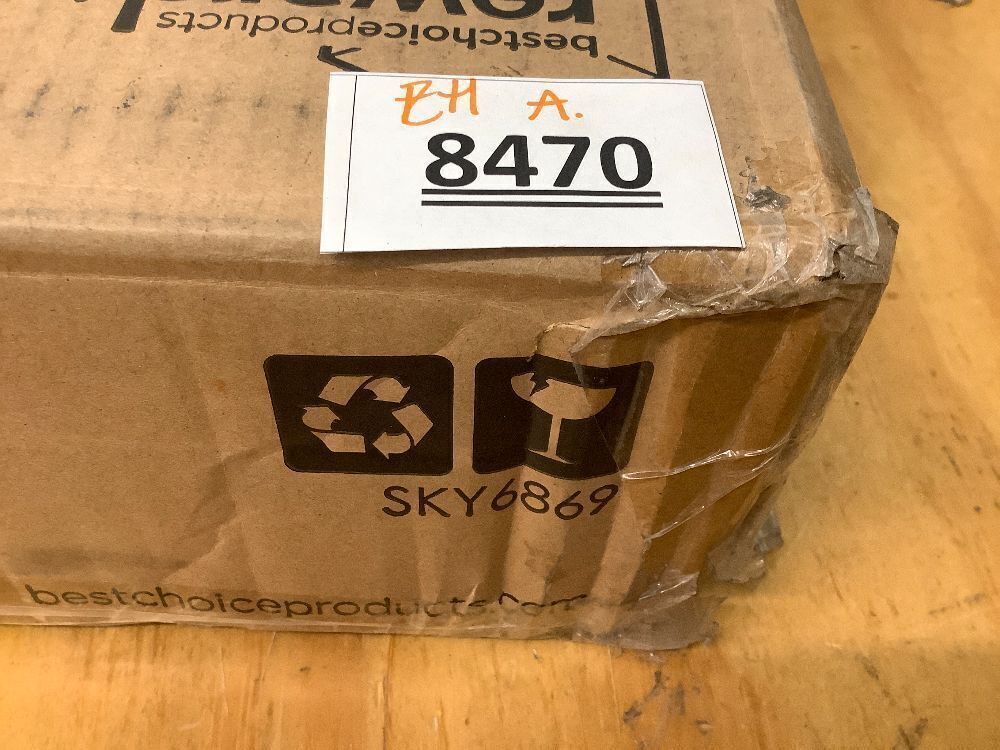 bestchoiceproducts
EH A.
8470
SKY6869
bestchoiceproducts.com